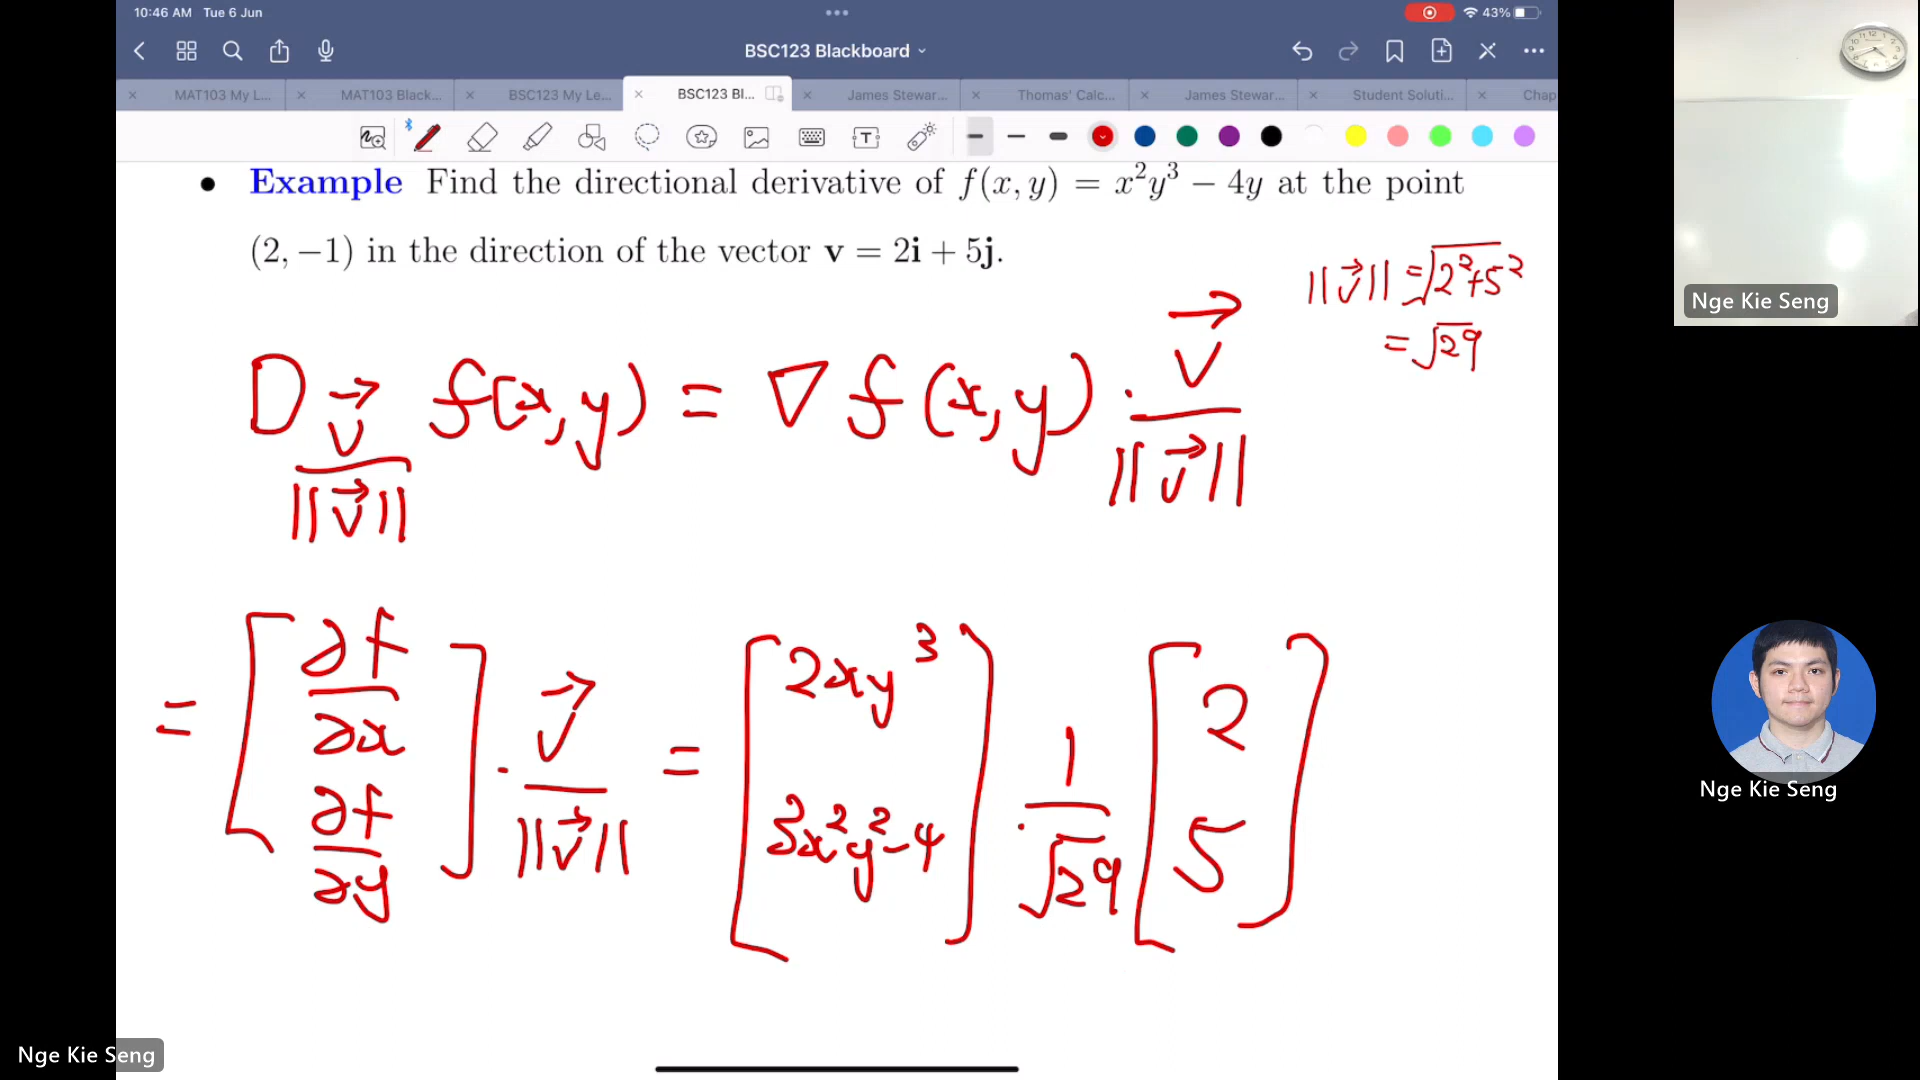 10:46 AM Tue 6 Jun
43%
BSC123 Blackboard
MAT103 My L...
MAT103 Black...
BSC123 My Le...
BSC123 Bl...
James Stewar...
Thomas' Calc...
James Stewar...
Student Soluti...
Chap
• Example Find the directional derivative of f(x, y) = x²y³ − 4y at the point
(2, −1) in the direction of the vector v = 2i + 5j.
||v⃗|| = √(2²+5²)
= √29
D_{v⃗/||v⃗||} f(x,y) = ∇f(x,y) · v⃗/||v⃗||
= [∂f/∂x ∂f/∂y] · v⃗/||v⃗|| = [2xy³ 3x²y²-4] · 1/√29 [2 5]
Nge Kie Seng
Nge Kie Seng
Nge Kie Seng